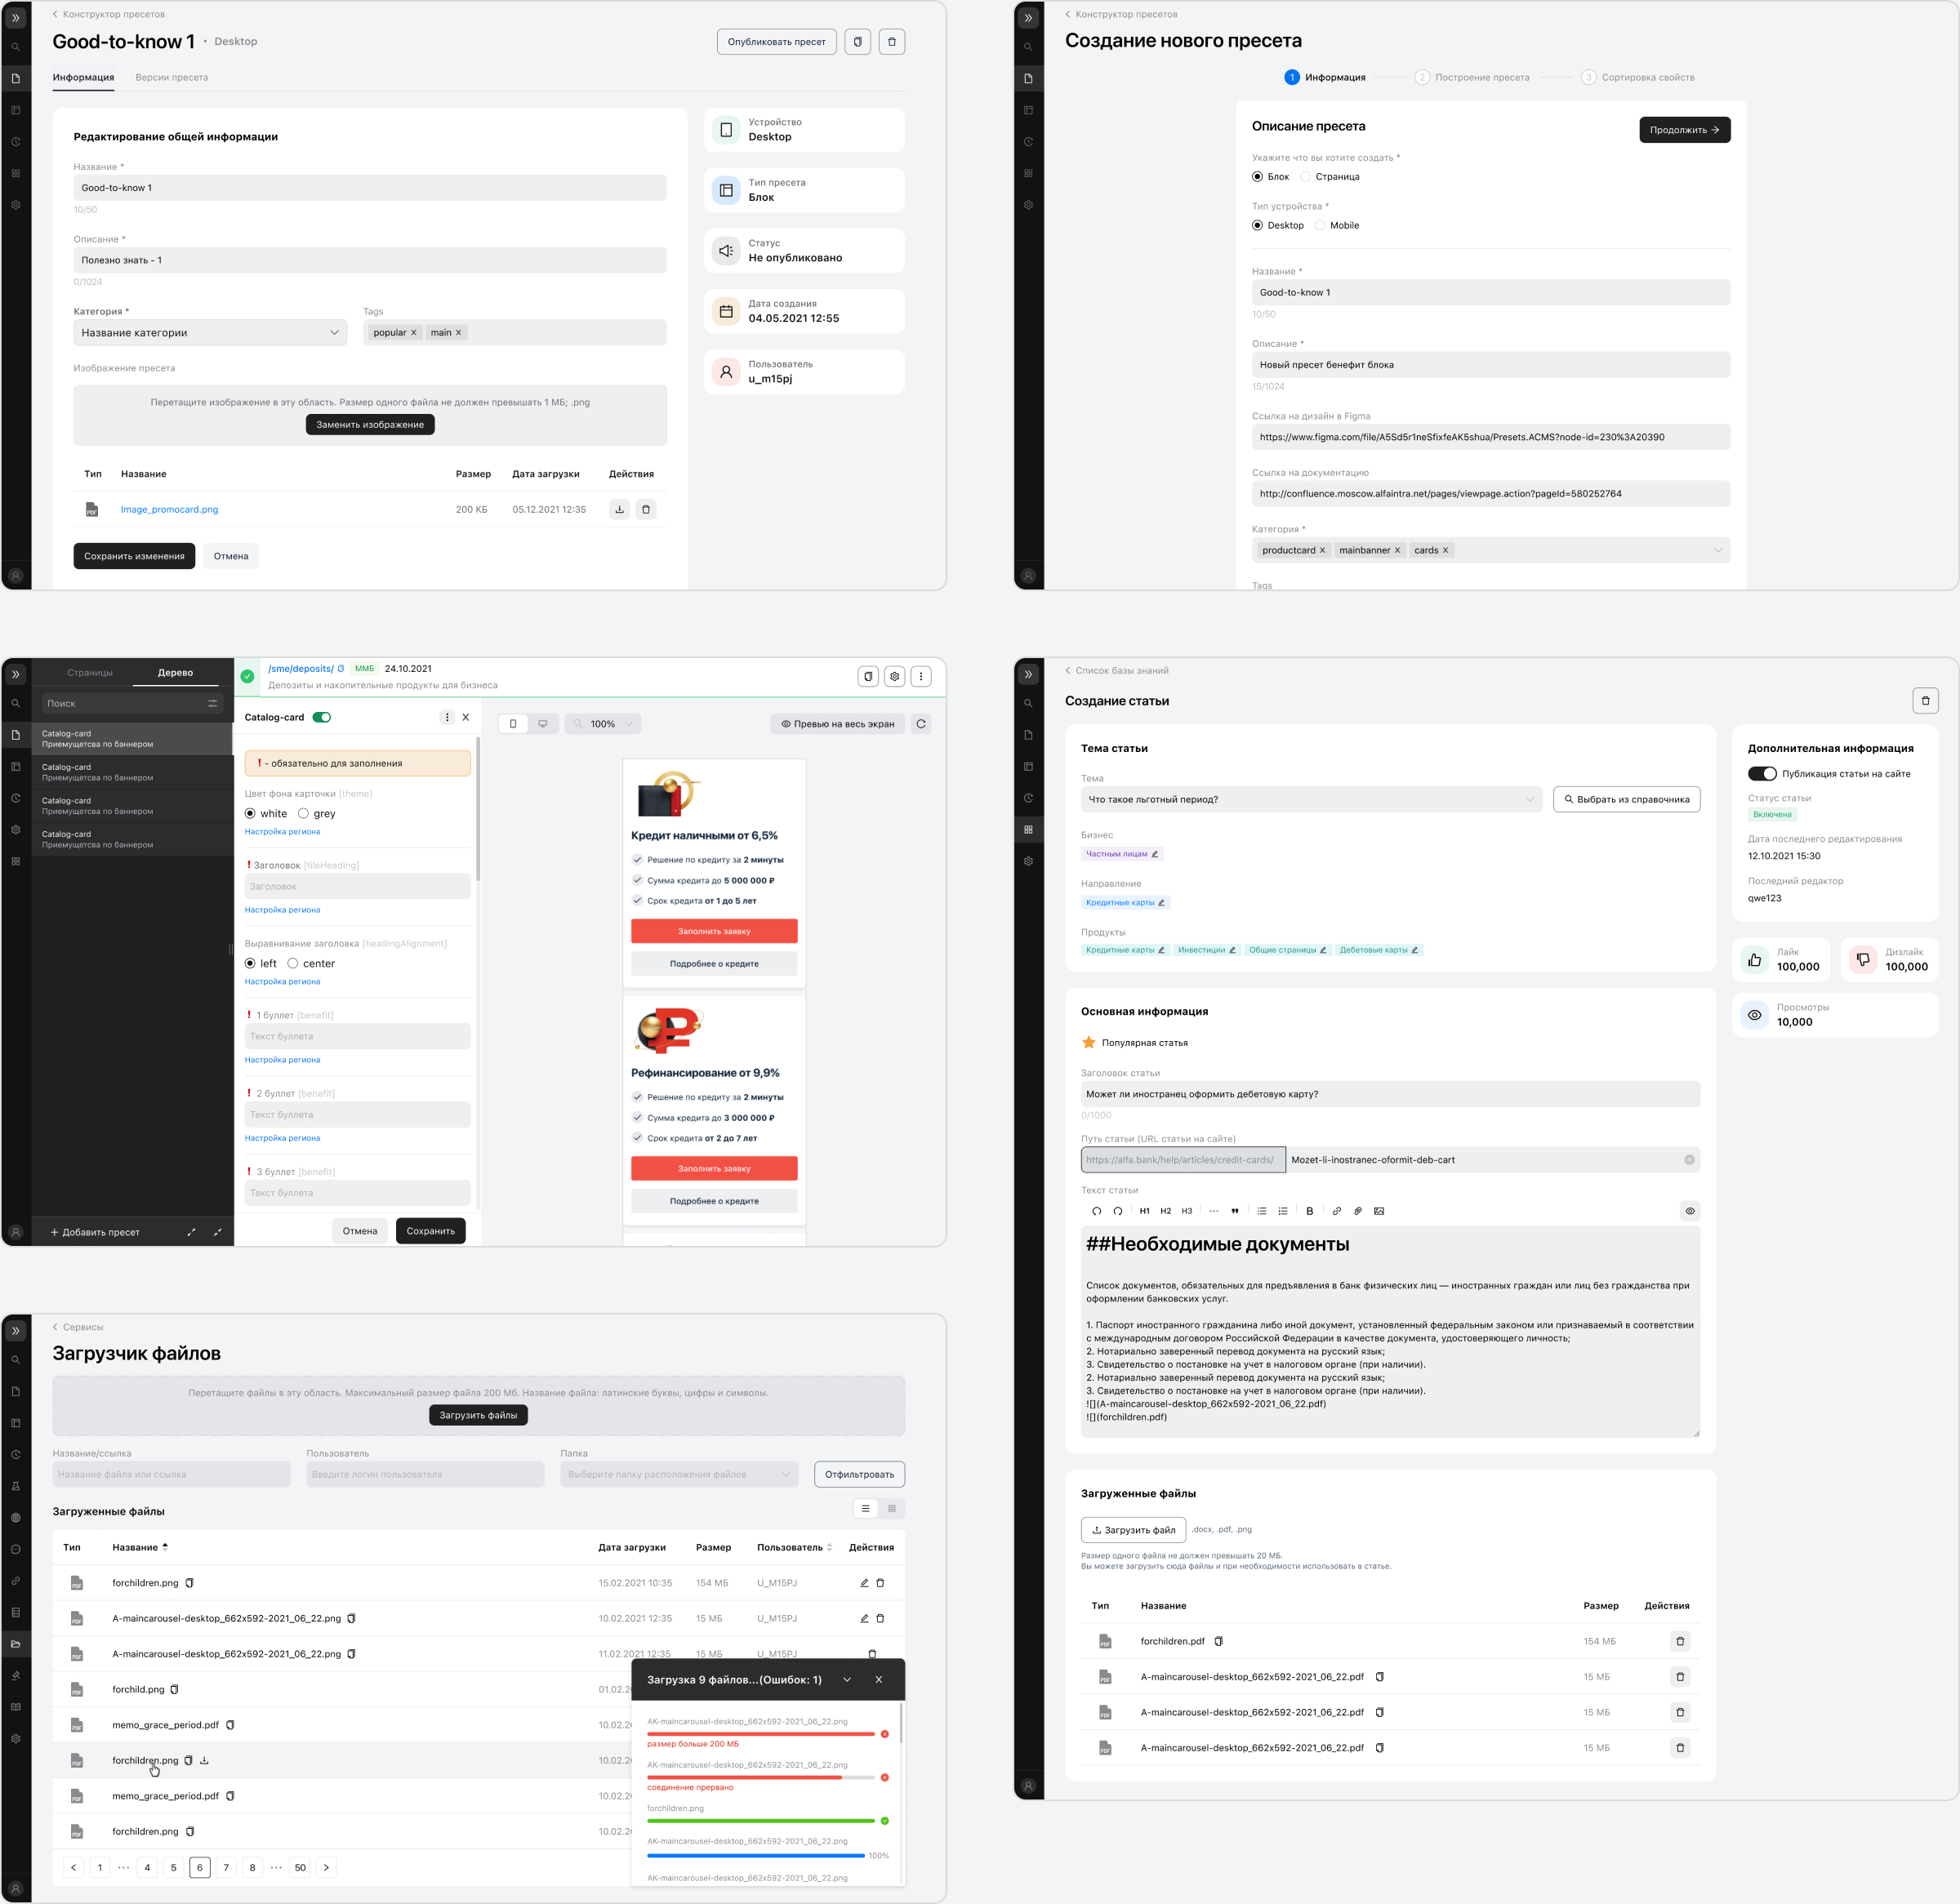 Конструктор пресетов
Good-to-know 1 • Desktop
Опубликовать пресет
Информация
Версии пресета
Редактирование общей информации
Название *
Good-to-know 1
10/50
Описание *
Полезно знать - 1
0/1024
Категория *
Название категории
Tags
popular
main
Изображение пресета
Перетащите изображение в эту область. Размер одного файла не должен превышать 1 МБ; .png
Заменить изображение
Тип Название Размер Дата загрузки Действия
PDF Image_promocard.png 200 КБ 05.12.2021 12:35
Сохранить изменения
Отмена
Устройство
Desktop
Тип пресета
Блок
Статус
Не опубликовано
Дата создания
04.05.2021 12:55
Пользователь
u_m15pj
Конструктор пресетов
Создание нового пресета
1 Информация
2 Построение пресета
3 Сортировка свойств
Описание пресета
Продолжить
Укажите что вы хотите создать *
Блок Страница
Тип устройства *
Desktop Mobile
Название *
Good-to-know 1
10/50
Описание *
Новый пресет бенефит блока
15/1024
Ссылка на дизайн в Figma
https://www.figma.com/file/A5Sd5r1neSfixfeAK5shua/Presets.ACMS?node-id=230%3A20390
Ссылка на документацию
http://confluence.moscow.alfaintra.net/pages/viewpage.action?pageId=580252764
Категория *
productcard
mainbanner
cards
Tags
Страницы
Дерево
Поиск
Catalog-card
Приемущетсва по баннером
Catalog-card
Приемущетсва по баннером
Catalog-card
Приемущетсва по баннером
Catalog-card
Приемущетсва по баннером
+ Добавить пресет
/sme/deposits/
ММБ
24.10.2021
Депозиты и накопительные продукты для бизнеса
Catalog-card
! - обязательно для заполнения
Цвет фона карточки [theme]
white grey
Настройка региона
! Заголовок [tileHeading]
Заголовок
Настройка региона
Выравнивание заголовка [headingAlignment]
left center
Настройка региона
! 1 буллет [benefit]
Текст буллета
Настройка региона
! 2 буллет [benefit]
Текст буллета
Настройка региона
! 3 буллет [benefit]
Текст буллета
Отмена
Сохранить
100%
Превью на весь экран
Кредит наличными от 6,5%
Решение по кредиту за 2 минуты
Сумма кредита до 5 000 000 ₽
Срок кредита от 1 до 5 лет
Заполнить заявку
Подробнее о кредите
Рефинансирование от 9,9%
Решение по кредиту за 2 минуты
Сумма кредита до 3 000 000 ₽
Срок кредита от 2 до 7 лет
Заполнить заявку
Подробнее о кредите
Список базы знаний
Создание статьи
Тема статьи
Тема
Что такое льготный период?
Выбрать из справочника
Бизнес
Частным лицам
Направление
Кредитные карты
Продукты
Кредитные карты
Инвестиции
Общие страницы
Дебетовые карты
Дополнительная информация
Публикация статьи на сайте
Статус статьи
Включена
Дата последнего редактирования
12.10.2021 15:30
Последний редактор
qwe123
Лайк
100,000
Дизлайк
100,000
Просмотры
10,000
Основная информация
Популярная статья
Заголовок статьи
Может ли иностранец оформить дебетовую карту?
0/1000
Путь статьи (URL статьи на сайте)
https://alfa.bank/help/articles/credit-cards/ Mozet-li-inostranec-oformit-deb-cart
Текст статьи
H1 H2 H3 B
##Необходимые документы
Список документов, обязательных для предъявления в банк физических лиц — иностранных граждан или лиц без гражданства при
оформлении банковских услуг.
1. Паспорт иностранного гражданина либо иной документ, установленный федеральным законом или признаваемый в соответствии
с международным договором Российской Федерации в качестве документа, удостоверяющего личность;
2. Нотариально заверенный перевод документа на русский язык;
3. Свидетельство о постановке на учет в налоговом органе (при наличии).
2. Нотариально заверенный перевод документа на русский язык;
3. Свидетельство о постановке на учет в налоговом органе (при наличии).
![](A-maincarousel-desktop_662x592-2021_06_22.pdf)
![](forchildren.pdf)
Загруженные файлы
Загрузить файл
.docx, .pdf, .png
Размер одного файла не должен превышать 20 МБ.
Вы можете загрузить сюда файлы и при необходимости использовать в статье.
Тип Название Размер Действия
PDF forchildren.pdf 154 МБ
PDF A-maincarousel-desktop_662x592-2021_06_22.pdf 15 МБ
PDF A-maincarousel-desktop_662x592-2021_06_22.pdf 15 МБ
PDF A-maincarousel-desktop_662x592-2021_06_22.pdf 15 МБ
Сервисы
Загрузчик файлов
Перетащите файлы в эту область. Максимальный размер файла 200 Мб. Название файла: латинские буквы, цифры и символы.
Загрузить файлы
Название/ссылка
Название файла или ссылка
Пользователь
Введите логин пользователя
Папка
Выберите папку расположения файлов
Отфильтровать
Загруженные файлы
Тип Название Дата загрузки Размер Пользователь Действия
PDF forchildren.png 15.02.2021 10:35 154 МБ U_M15PJ
PDF A-maincarousel-desktop_662x592-2021_06_22.png 10.02.2021 12:35 15 МБ U_M15PJ
PDF A-maincarousel-desktop_662x592-2021_06_22.png 11.02.2021 12:35 15 МБ U_M15PJ
PDF forchild.png 01.02.2
PDF memo_grace_period.pdf 10.02.2
PDF forchildren.png 10.02.2
PDF memo_grace_period.pdf 10.02.2
PDF forchildren.png 10.02.2
1 ··· 4 5 6 7 8 ··· 50
Загрузка 9 файлов...(Ошибок: 1)
AK-maincarousel-desktop_662x592-2021_06_22.png
размер больше 200 МБ
AK-maincarousel-desktop_662x592-2021_06_22.png
соединение прервано
forchildren.png
AK-maincarousel-desktop_662x592-2021_06_22.png
100%
AK-maincarousel-desktop_662x592-2021_06_22.png